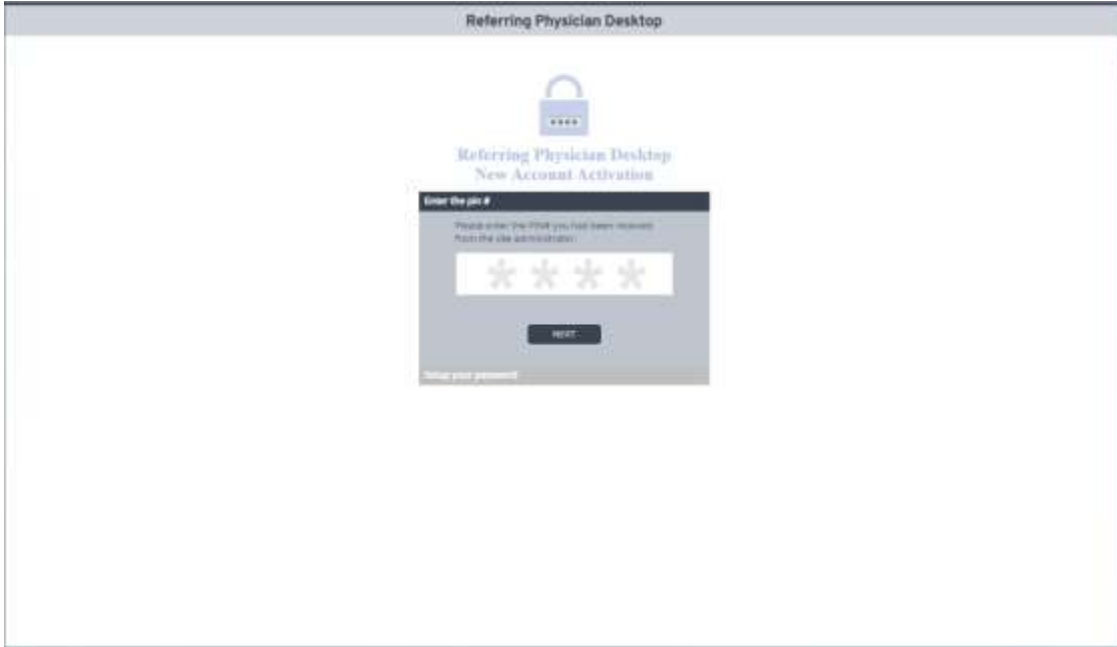 Referring Physician Desktop
Referring Physician Desktop
New Account Activation
Enter the pin #
Please enter the PIN# you had been received
from the site administrator.
NEXT
Setup your password